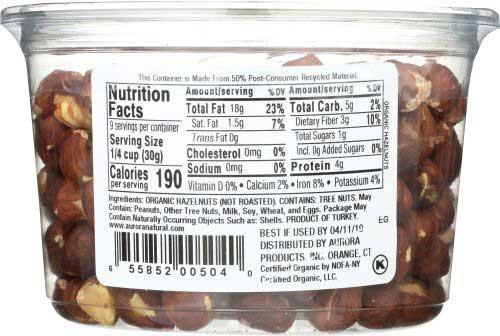 This Container is Made From 50% Post-Consumer Recycled Material.
Nutrition
Facts
9 servings per container
Serving Size
1/4 cup (30g)
Calories 190
per serving
Amount/serving % DV
Total Fat 18g 23%
Sat. Fat 1.5g 7%
Trans Fat 0g
Cholesterol 0mg 0%
Sodium 0mg 0%
Amount/serving % DV
Total Carb. 5g 2%
Dietary Fiber 3g 10%
Total Sugars 1g
Incl. 0g Added Sugars 0%
Protein 4g
Vitamin D 0% • Calcium 2% • Iron 8% • Potassium 4%
ORGANIC HAZELNUTS
Ingredients: ORGANIC HAZELNUTS (NOT ROASTED). CONTAINS: TREE NUTS. May
Contain: Peanuts, Other Tree Nuts, Milk, Soy, Wheat, and Eggs. Package May
Contain Naturally Occurring Objects Such as: Shells. PRODUCT OF TURKEY.
www.auroranatural.com
6 55852 00504 0
EG
BEST IF USED BY 04/11/19
DISTRIBUTED BY AURORA
PRODUCTS INC. ORANGE, CT
Certified Organic by NOFA-NY
Certified Organic, LLC.
K